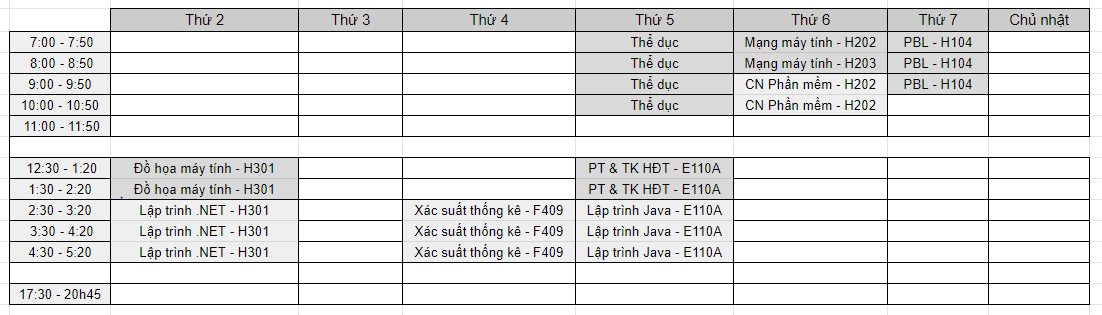 Thứ 2 Thứ 3 Thứ 4 Thứ 5 Thứ 6 Thứ 7 Chủ nhật
7:00 - 7:50 Thể dục Mạng máy tính - H202 PBL - H104
8:00 - 8:50 Thể dục Mạng máy tính - H203 PBL - H104
9:00 - 9:50 Thể dục CN Phần mềm - H202 PBL - H104
10:00 - 10:50 Thể dục CN Phần mềm - H202
11:00 - 11:50
12:30 - 1:20 Đồ họa máy tính - H301 PT & TK HĐT - E110A
1:30 - 2:20 Đồ họa máy tính - H301 PT & TK HĐT - E110A
2:30 - 3:20 Lập trình .NET - H301 Xác suất thống kê - F409 Lập trình Java - E110A
3:30 - 4:20 Lập trình .NET - H301 Xác suất thống kê - F409 Lập trình Java - E110A
4:30 - 5:20 Lập trình .NET - H301 Xác suất thống kê - F409 Lập trình Java - E110A
17:30 - 20h45